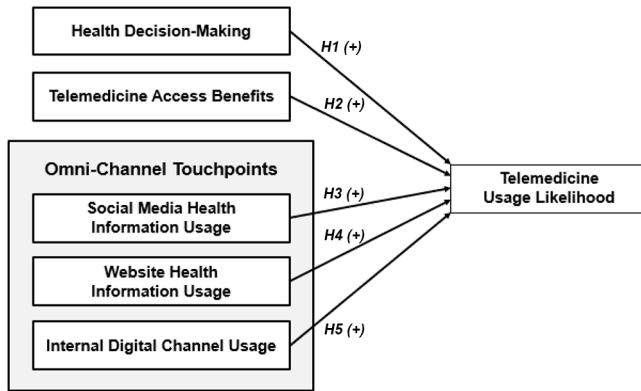 Health Decision-Making
H1 (+)
Telemedicine Access Benefits
H2 (+)
Omni-Channel Touchpoints
Social Media Health
Information Usage
H3 (+)
Website Health
Information Usage
H4 (+)
Internal Digital Channel Usage
H5 (+)
Telemedicine
Usage Likelihood